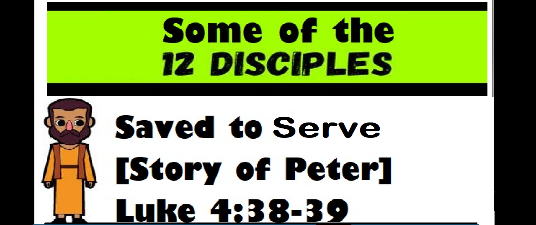 Some of the
12 DISCIPLES
Saved to Serve
[Story of Peter]
Luke 4:38-39